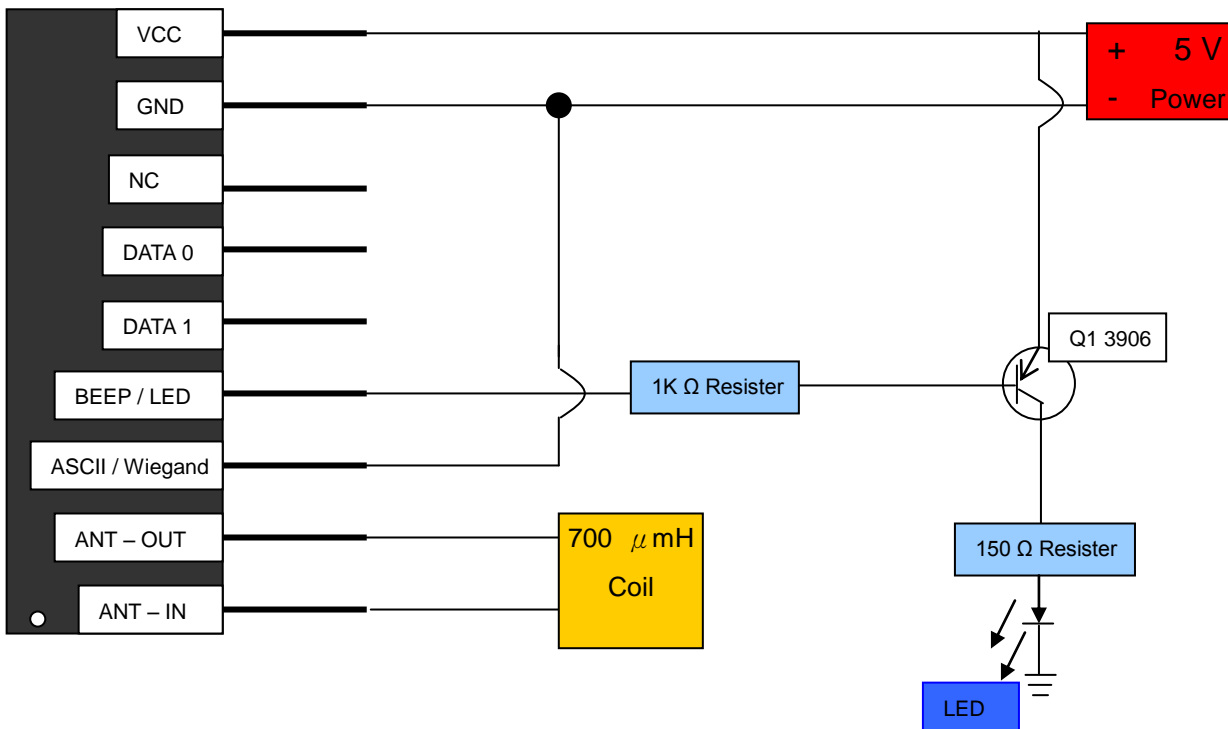 VCC
+ 5 V
GND
- Power
NC
DATA 0
DATA 1
Q1 3906
BEEP / LED
1K Ω Resister
ASCII / Wiegand
ANT – OUT
700 μ mH
Coil
150 Ω Resister
ANT – IN
LED